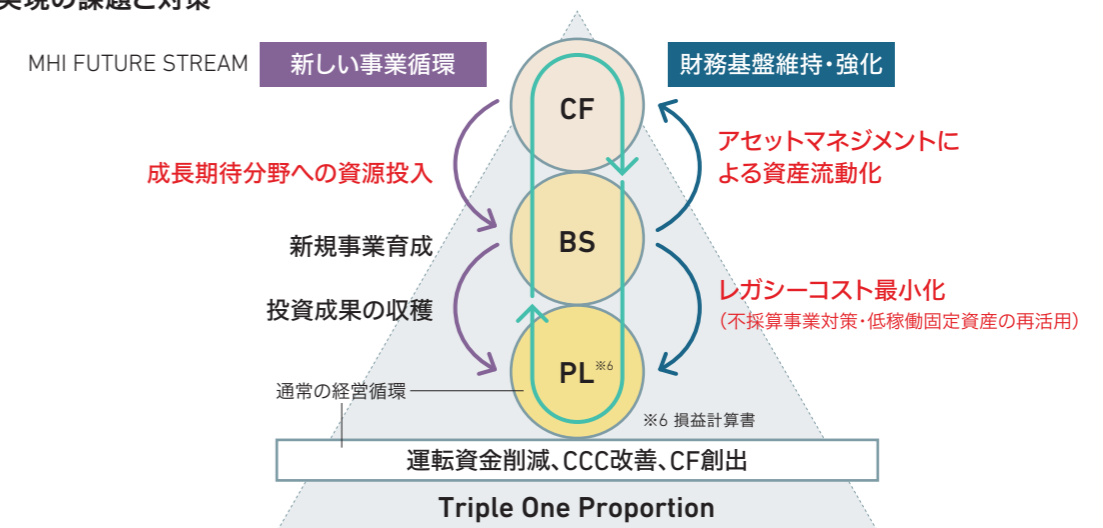 実現の課題と対策
MHI FUTURE STREAM
新しい事業循環
財務基盤維持・強化
CF
アセットマネジメントに
よる資産流動化
成長期待分野への資源投入
BS
新規事業育成
投資成果の収穫
レガシーコスト最小化
（不採算事業対策・低稼働固定資産の再活用）
PL※6
通常の経営循環
※6 損益計算書
運転資金削減、CCC改善、CF創出
Triple One Proportion